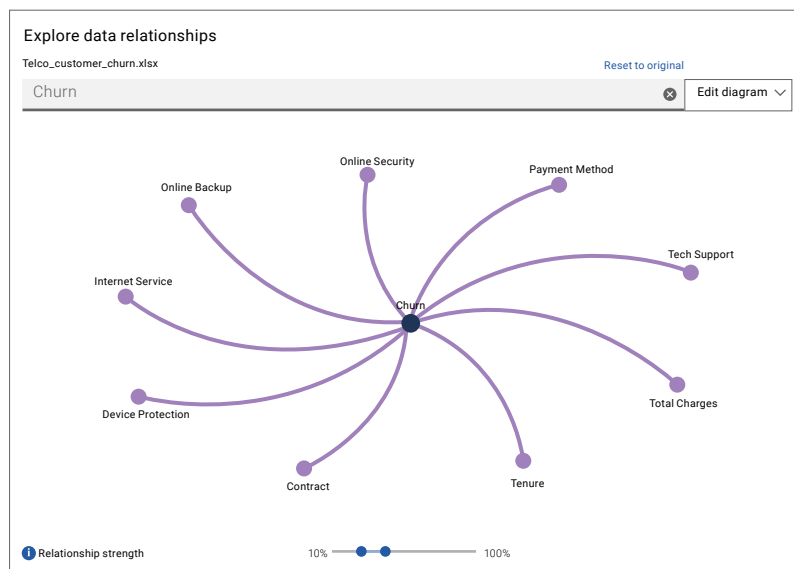 Explore data relationships
Telco_customer_churn.xlsx
Reset to original
Churn
Edit diagram
Online Security
Payment Method
Online Backup
Tech Support
Internet Service
Churn
Total Charges
Device Protection
Contract
Tenure
Relationship strength
10%
100%